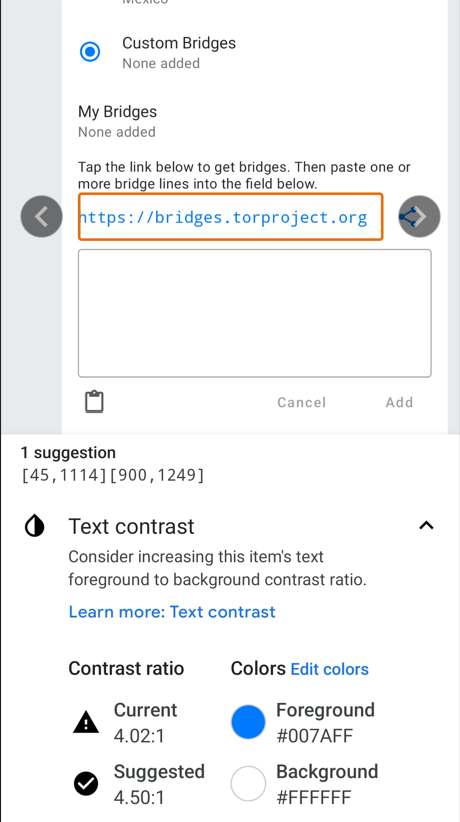 Mexico
Custom Bridges
None added
My Bridges
None added
Tap the link below to get bridges. Then paste one or
more bridge lines into the field below.
https://bridges.torproject.org
Cancel
Add
1 suggestion
[45,1114][900,1249]
Text contrast
Consider increasing this item's text
foreground to background contrast ratio.
Learn more: Text contrast
Contrast ratio
Colors Edit colors
Current
4.02:1
Foreground
#007AFF
Suggested
4.50:1
Background
#FFFFFF